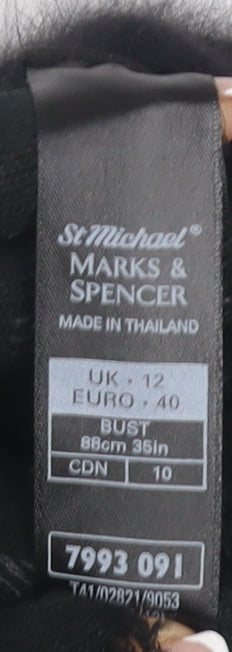 St Michael®
MARKS &
SPENCER
MADE IN THAILAND
UK · 12
EURO · 40
BUST
88cm 35in
CDN 10
7993 091
T41/02821/9053